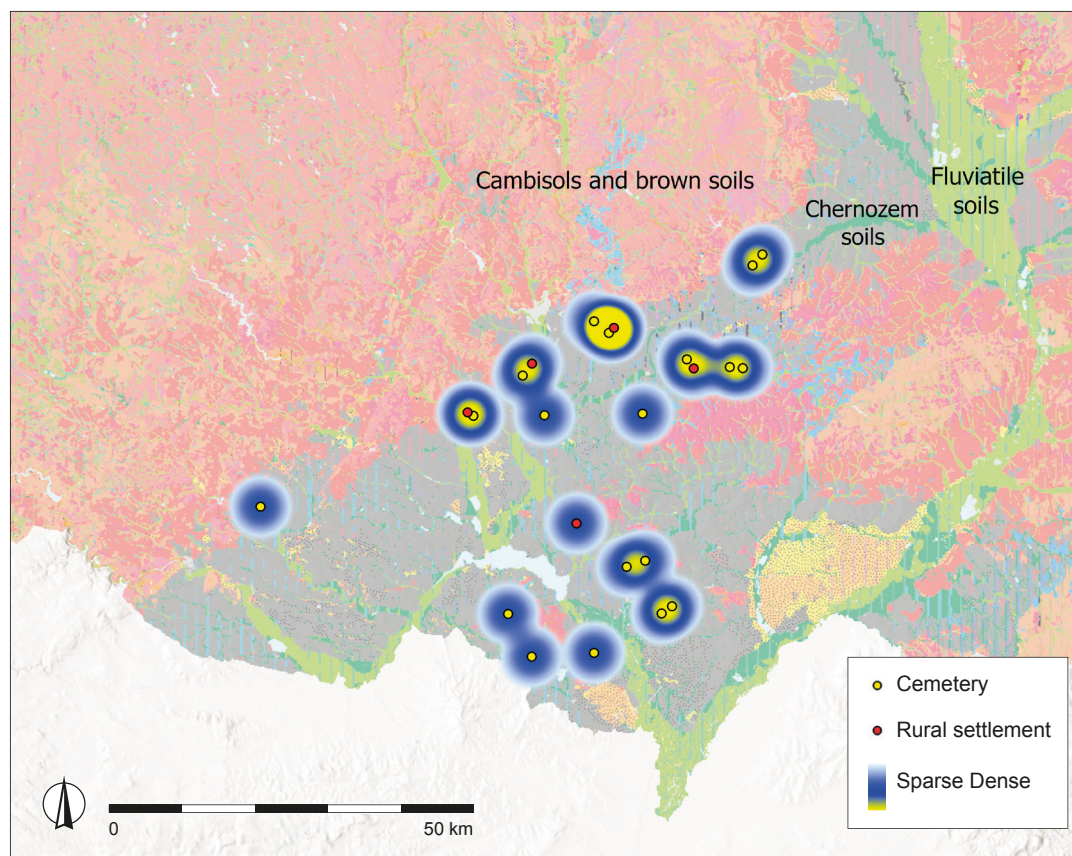 Cambisols and brown soils
Fluviatile
soils
Chernozem
soils
Cemetery
Rural settlement
Sparse Dense
0
50 km